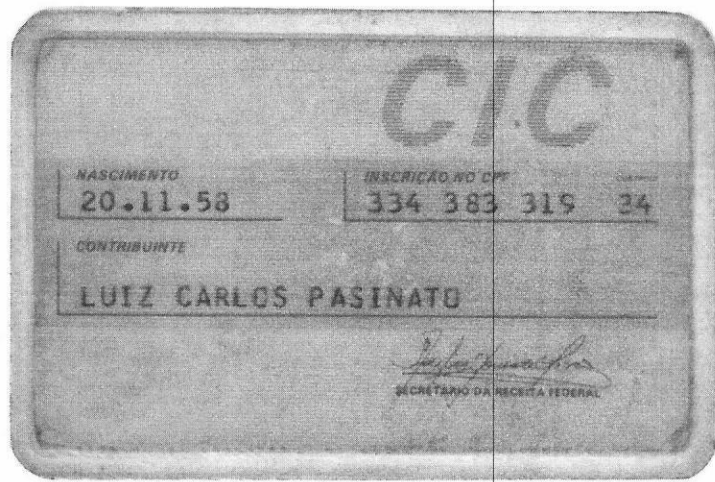 CIC
NASCIMENTO INSCRIÇÃO NO CPF
20.11.58 334 383 319 34
CONTRIBUINTE
LUIZ CARLOS PASINATO
SECRETÁRIO DA RECEITA FEDERAL